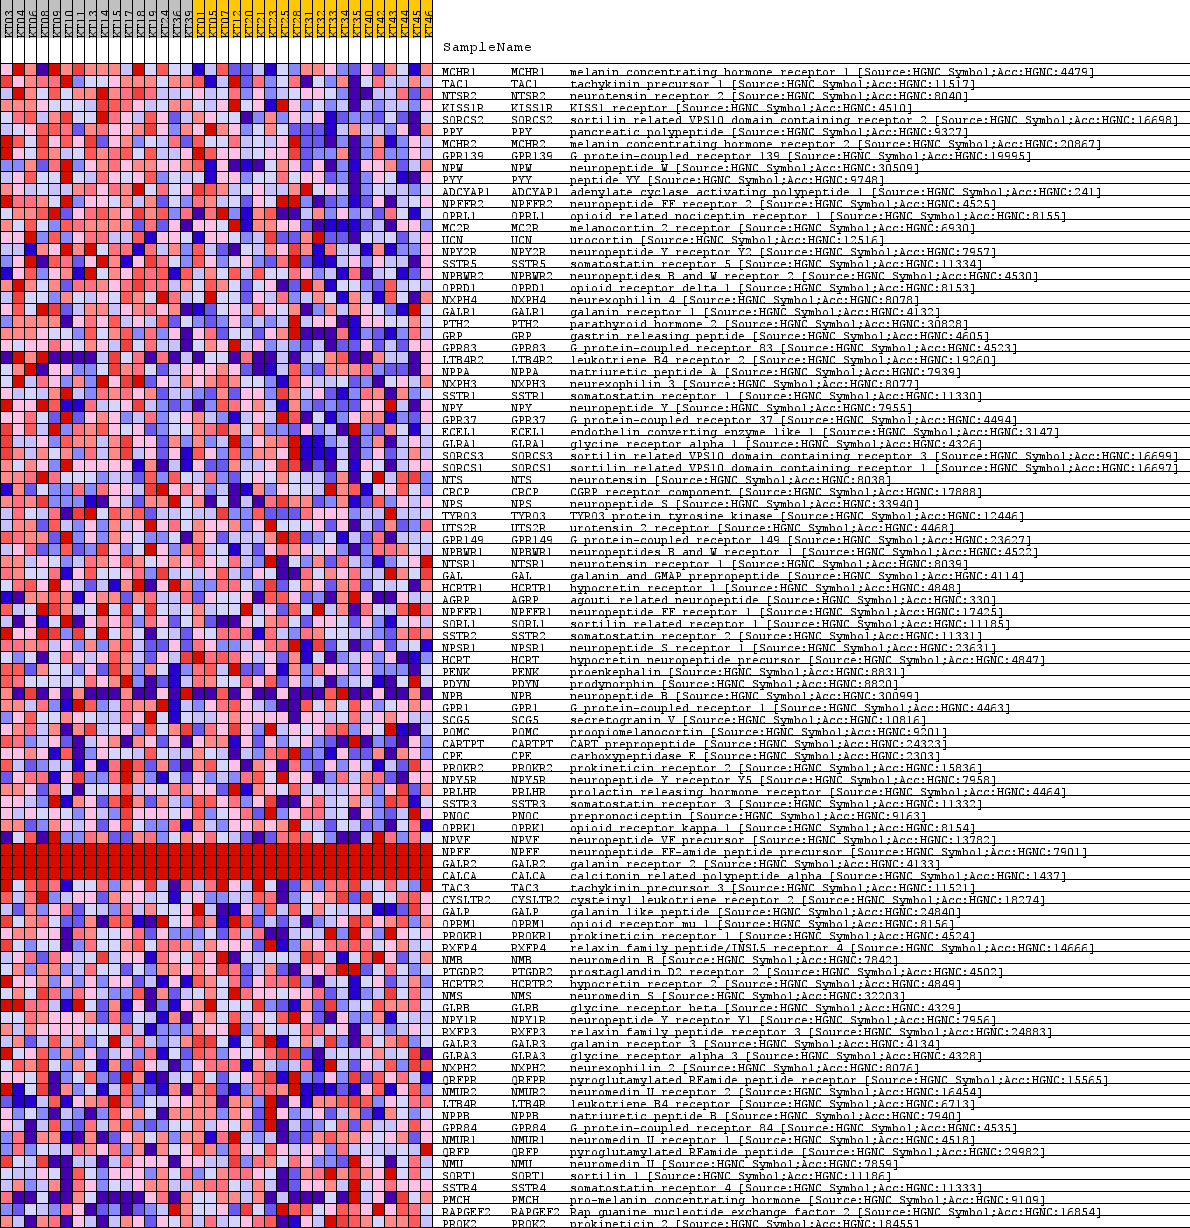 KT03 KT04 KT06 KT08 KT09 KT10 KT11 KT13 KT14 KT15 KT17 KT18 KT19 KT24 KT36 KT39 KT01 KT05 KT07 KT12 KT20 KT21 KT23 KT25 KT28 KT31 KT32 KT33 KT34 KT35 KT40 KT42 KT43 KT44 KT45 KT46
SampleName
MCHR1 MCHR1 melanin concentrating hormone receptor 1 [Source:HGNC Symbol;Acc:HGNC:4479]
TAC1 TAC1 tachykinin precursor 1 [Source:HGNC Symbol;Acc:HGNC:11517]
NTSR2 NTSR2 neurotensin receptor 2 [Source:HGNC Symbol;Acc:HGNC:8040]
KISS1R KISS1R KISS1 receptor [Source:HGNC Symbol;Acc:HGNC:4510]
SORCS2 SORCS2 sortilin related VPS10 domain containing receptor 2 [Source:HGNC Symbol;Acc:HGNC:16698]
PPY PPY pancreatic polypeptide [Source:HGNC Symbol;Acc:HGNC:9327]
MCHR2 MCHR2 melanin concentrating hormone receptor 2 [Source:HGNC Symbol;Acc:HGNC:20867]
GPR139 GPR139 G protein-coupled receptor 139 [Source:HGNC Symbol;Acc:HGNC:19995]
NPW NPW neuropeptide W [Source:HGNC Symbol;Acc:HGNC:30509]
PYY PYY peptide YY [Source:HGNC Symbol;Acc:HGNC:9748]
ADCYAP1 ADCYAP1 adenylate cyclase activating polypeptide 1 [Source:HGNC Symbol;Acc:HGNC:241]
NPFFR2 NPFFR2 neuropeptide FF receptor 2 [Source:HGNC Symbol;Acc:HGNC:4525]
OPRL1 OPRL1 opioid related nociceptin receptor 1 [Source:HGNC Symbol;Acc:HGNC:8155]
MC2R MC2R melanocortin 2 receptor [Source:HGNC Symbol;Acc:HGNC:6930]
UCN UCN urocortin [Source:HGNC Symbol;Acc:HGNC:12516]
NPY2R NPY2R neuropeptide Y receptor Y2 [Source:HGNC Symbol;Acc:HGNC:7957]
SSTR5 SSTR5 somatostatin receptor 5 [Source:HGNC Symbol;Acc:HGNC:11334]
NPBWR2 NPBWR2 neuropeptides B and W receptor 2 [Source:HGNC Symbol;Acc:HGNC:4530]
OPRD1 OPRD1 opioid receptor delta 1 [Source:HGNC Symbol;Acc:HGNC:8153]
NXPH4 NXPH4 neurexophilin 4 [Source:HGNC Symbol;Acc:HGNC:8078]
GALR1 GALR1 galanin receptor 1 [Source:HGNC Symbol;Acc:HGNC:4132]
PTH2 PTH2 parathyroid hormone 2 [Source:HGNC Symbol;Acc:HGNC:30828]
GRP GRP gastrin releasing peptide [Source:HGNC Symbol;Acc:HGNC:4605]
GPR83 GPR83 G protein-coupled receptor 83 [Source:HGNC Symbol;Acc:HGNC:4523]
LTB4R2 LTB4R2 leukotriene B4 receptor 2 [Source:HGNC Symbol;Acc:HGNC:19260]
NPPA NPPA natriuretic peptide A [Source:HGNC Symbol;Acc:HGNC:7939]
NXPH3 NXPH3 neurexophilin 3 [Source:HGNC Symbol;Acc:HGNC:8077]
SSTR1 SSTR1 somatostatin receptor 1 [Source:HGNC Symbol;Acc:HGNC:11330]
NPY NPY neuropeptide Y [Source:HGNC Symbol;Acc:HGNC:7955]
GPR37 GPR37 G protein-coupled receptor 37 [Source:HGNC Symbol;Acc:HGNC:4494]
ECEL1 ECEL1 endothelin converting enzyme like 1 [Source:HGNC Symbol;Acc:HGNC:3147]
GLRA1 GLRA1 glycine receptor alpha 1 [Source:HGNC Symbol;Acc:HGNC:4326]
SORCS3 SORCS3 sortilin related VPS10 domain containing receptor 3 [Source:HGNC Symbol;Acc:HGNC:16699]
SORCS1 SORCS1 sortilin related VPS10 domain containing receptor 1 [Source:HGNC Symbol;Acc:HGNC:16697]
NTS NTS neurotensin [Source:HGNC Symbol;Acc:HGNC:8038]
CRCP CRCP CGRP receptor component [Source:HGNC Symbol;Acc:HGNC:17888]
NPS NPS neuropeptide S [Source:HGNC Symbol;Acc:HGNC:33940]
TYRO3 TYRO3 TYRO3 protein tyrosine kinase [Source:HGNC Symbol;Acc:HGNC:12446]
UTS2R UTS2R urotensin 2 receptor [Source:HGNC Symbol;Acc:HGNC:4468]
GPR149 GPR149 G protein-coupled receptor 149 [Source:HGNC Symbol;Acc:HGNC:23627]
NPBWR1 NPBWR1 neuropeptides B and W receptor 1 [Source:HGNC Symbol;Acc:HGNC:4522]
NTSR1 NTSR1 neurotensin receptor 1 [Source:HGNC Symbol;Acc:HGNC:8039]
GAL GAL galanin and GMAP prepropeptide [Source:HGNC Symbol;Acc:HGNC:4114]
HCRTR1 HCRTR1 hypocretin receptor 1 [Source:HGNC Symbol;Acc:HGNC:4848]
AGRP AGRP agouti related neuropeptide [Source:HGNC Symbol;Acc:HGNC:330]
NPFFR1 NPFFR1 neuropeptide FF receptor 1 [Source:HGNC Symbol;Acc:HGNC:17425]
SORL1 SORL1 sortilin related receptor 1 [Source:HGNC Symbol;Acc:HGNC:11185]
SSTR2 SSTR2 somatostatin receptor 2 [Source:HGNC Symbol;Acc:HGNC:11331]
NPSR1 NPSR1 neuropeptide S receptor 1 [Source:HGNC Symbol;Acc:HGNC:23631]
HCRT HCRT hypocretin neuropeptide precursor [Source:HGNC Symbol;Acc:HGNC:4847]
PENK PENK proenkephalin [Source:HGNC Symbol;Acc:HGNC:8831]
PDYN PDYN prodynorphin [Source:HGNC Symbol;Acc:HGNC:8820]
NPB NPB neuropeptide B [Source:HGNC Symbol;Acc:HGNC:30099]
GPR1 GPR1 G protein-coupled receptor 1 [Source:HGNC Symbol;Acc:HGNC:4463]
SCG5 SCG5 secretogranin V [Source:HGNC Symbol;Acc:HGNC:10816]
POMC POMC proopiomelanocortin [Source:HGNC Symbol;Acc:HGNC:9201]
CARTPT CARTPT CART prepropeptide [Source:HGNC Symbol;Acc:HGNC:24323]
CPE CPE carboxypeptidase E [Source:HGNC Symbol;Acc:HGNC:2303]
PROKR2 PROKR2 prokineticin receptor 2 [Source:HGNC Symbol;Acc:HGNC:15836]
NPY5R NPY5R neuropeptide Y receptor Y5 [Source:HGNC Symbol;Acc:HGNC:7958]
PRLHR PRLHR prolactin releasing hormone receptor [Source:HGNC Symbol;Acc:HGNC:4464]
SSTR3 SSTR3 somatostatin receptor 3 [Source:HGNC Symbol;Acc:HGNC:11332]
PNOC PNOC prepronociceptin [Source:HGNC Symbol;Acc:HGNC:9163]
OPRK1 OPRK1 opioid receptor kappa 1 [Source:HGNC Symbol;Acc:HGNC:8154]
NPVF NPVF neuropeptide VF precursor [Source:HGNC Symbol;Acc:HGNC:13782]
NPFF NPFF neuropeptide FF-amide peptide precursor [Source:HGNC Symbol;Acc:HGNC:7901]
GALR2 GALR2 galanin receptor 2 [Source:HGNC Symbol;Acc:HGNC:4133]
CALCA CALCA calcitonin related polypeptide alpha [Source:HGNC Symbol;Acc:HGNC:1437]
TAC3 TAC3 tachykinin precursor 3 [Source:HGNC Symbol;Acc:HGNC:11521]
CYSLTR2 CYSLTR2 cysteinyl leukotriene receptor 2 [Source:HGNC Symbol;Acc:HGNC:18274]
GALP GALP galanin like peptide [Source:HGNC Symbol;Acc:HGNC:24840]
OPRM1 OPRM1 opioid receptor mu 1 [Source:HGNC Symbol;Acc:HGNC:8156]
PROKR1 PROKR1 prokineticin receptor 1 [Source:HGNC Symbol;Acc:HGNC:4524]
RXFP4 RXFP4 relaxin family peptide/INSL5 receptor 4 [Source:HGNC Symbol;Acc:HGNC:14666]
NMB NMB neuromedin B [Source:HGNC Symbol;Acc:HGNC:7842]
PTGDR2 PTGDR2 prostaglandin D2 receptor 2 [Source:HGNC Symbol;Acc:HGNC:4502]
HCRTR2 HCRTR2 hypocretin receptor 2 [Source:HGNC Symbol;Acc:HGNC:4849]
NMS NMS neuromedin S [Source:HGNC Symbol;Acc:HGNC:32203]
GLRB GLRB glycine receptor beta [Source:HGNC Symbol;Acc:HGNC:4329]
NPY1R NPY1R neuropeptide Y receptor Y1 [Source:HGNC Symbol;Acc:HGNC:7956]
RXFP3 RXFP3 relaxin family peptide receptor 3 [Source:HGNC Symbol;Acc:HGNC:24883]
GALR3 GALR3 galanin receptor 3 [Source:HGNC Symbol;Acc:HGNC:4134]
GLRA3 GLRA3 glycine receptor alpha 3 [Source:HGNC Symbol;Acc:HGNC:4328]
NXPH2 NXPH2 neurexophilin 2 [Source:HGNC Symbol;Acc:HGNC:8076]
QRFPR QRFPR pyroglutamylated RFamide peptide receptor [Source:HGNC Symbol;Acc:HGNC:15565]
NMUR2 NMUR2 neuromedin U receptor 2 [Source:HGNC Symbol;Acc:HGNC:16454]
LTB4R LTB4R leukotriene B4 receptor [Source:HGNC Symbol;Acc:HGNC:6713]
NPPB NPPB natriuretic peptide B [Source:HGNC Symbol;Acc:HGNC:7940]
GPR84 GPR84 G protein-coupled receptor 84 [Source:HGNC Symbol;Acc:HGNC:4535]
NMUR1 NMUR1 neuromedin U receptor 1 [Source:HGNC Symbol;Acc:HGNC:4518]
QRFP QRFP pyroglutamylated RFamide peptide [Source:HGNC Symbol;Acc:HGNC:29982]
NMU NMU neuromedin U [Source:HGNC Symbol;Acc:HGNC:7859]
SORT1 SORT1 sortilin 1 [Source:HGNC Symbol;Acc:HGNC:11186]
SSTR4 SSTR4 somatostatin receptor 4 [Source:HGNC Symbol;Acc:HGNC:11333]
PMCH PMCH pro-melanin concentrating hormone [Source:HGNC Symbol;Acc:HGNC:9109]
RAPGEF2 RAPGEF2 Rap guanine nucleotide exchange factor 2 [Source:HGNC Symbol;Acc:HGNC:16854]
PROK2 PROK2 prokineticin 2 [Source:HGNC Symbol;Acc:HGNC:18455]